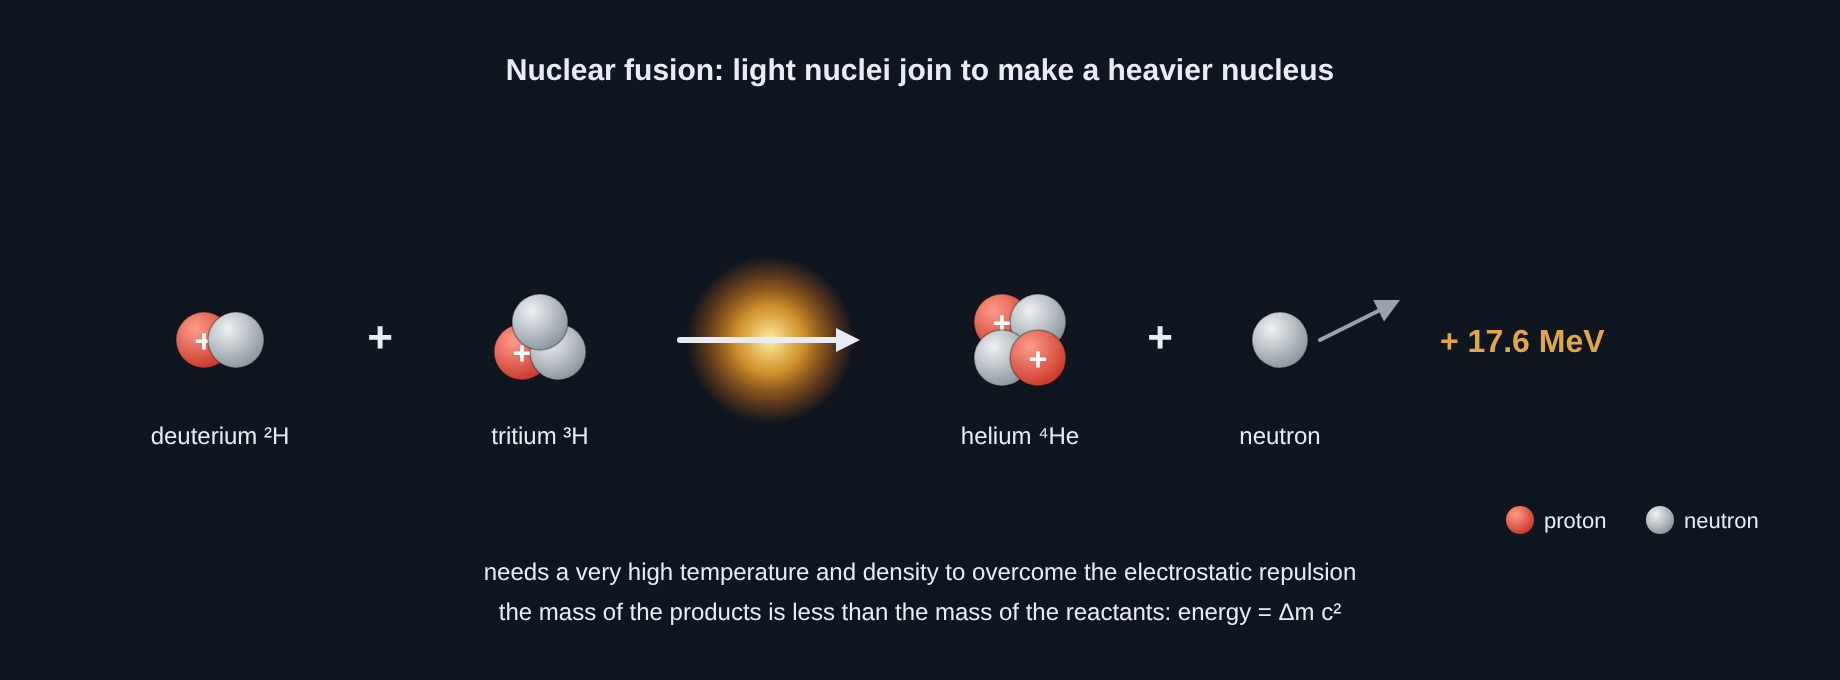 Nuclear fusion: light nuclei join to make a heavier nucleus
+ + + + + + + 17.6 MeV
deuterium ²H tritium ³H helium ⁴He neutron
proton neutron
needs a very high temperature and density to overcome the electrostatic repulsion
the mass of the products is less than the mass of the reactants: energy = Δm c²